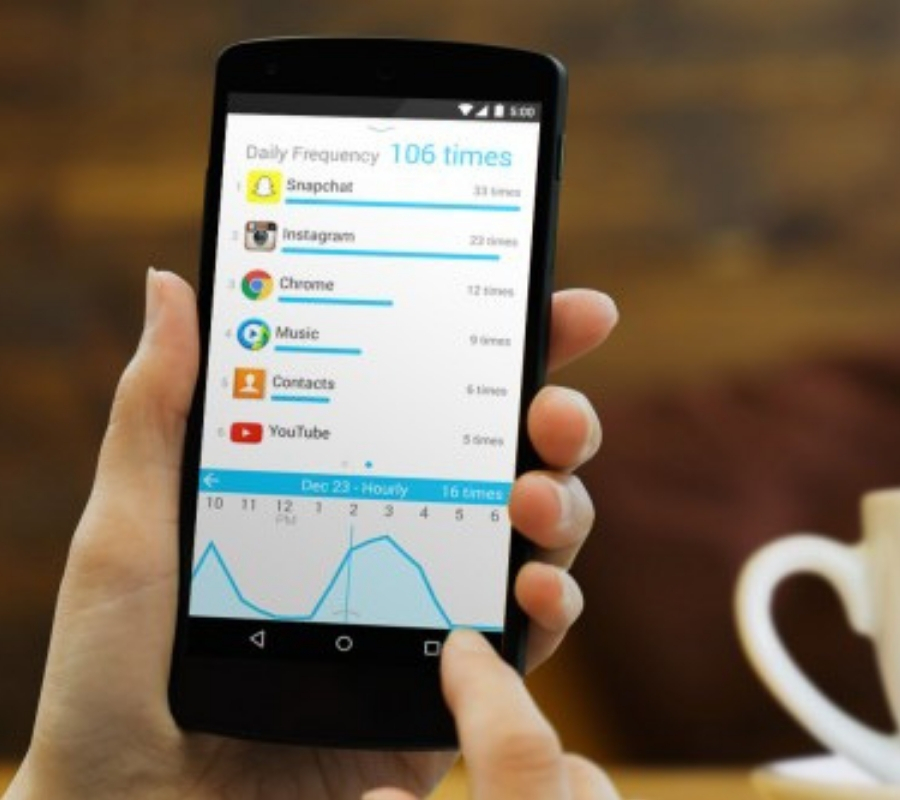 5:00
Daily Frequency 106 times
1 Snapchat 33 times
2 Instagram 23 times
3 Chrome 12 times
4 Music 9 times
5 Contacts 6 times
6 YouTube 5 times
Dec 23 - Hourly 16 times
10 11 12 1 2 3 4 5 6
PM